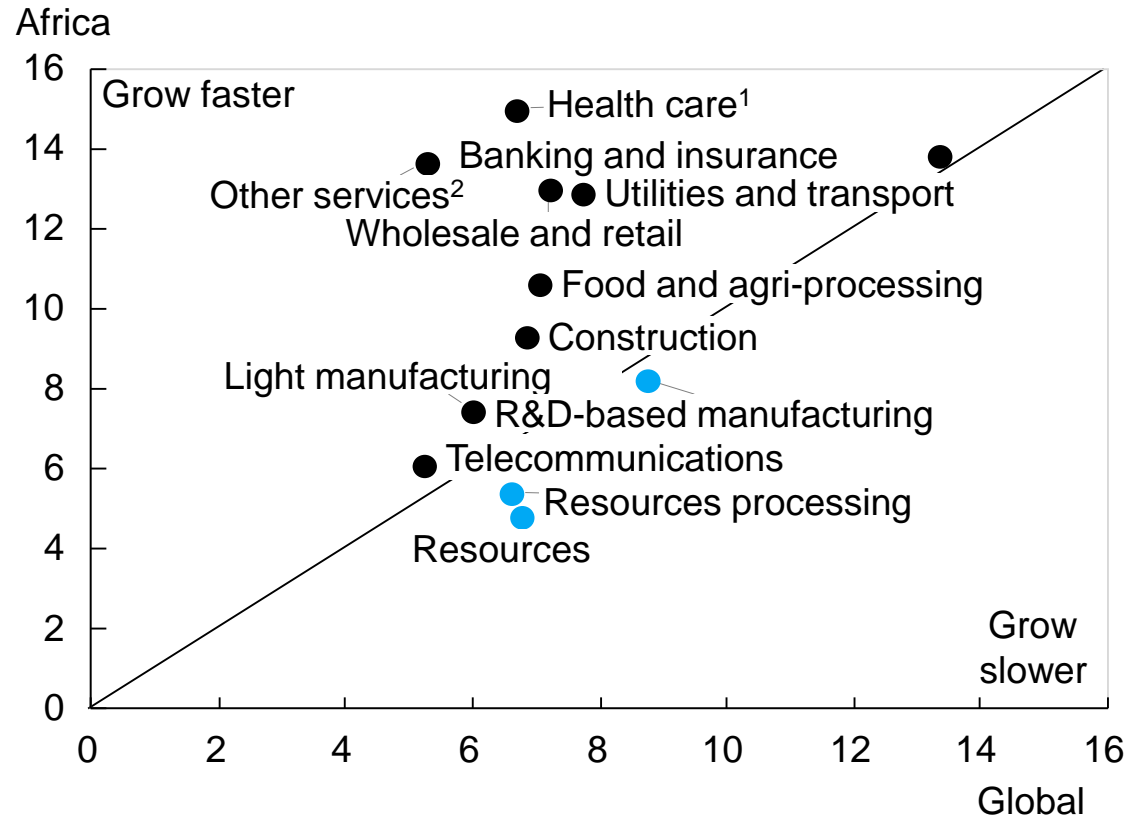 Africa
16
Grow faster
Health care¹
14
Banking and insurance
Other services²
Utilities and transport
12
Wholesale and retail
10
Food and agri-processing
Construction
Light manufacturing
8
R&D-based manufacturing
6
Telecommunications
Resources processing
4
Resources
2
Grow
slower
0
0 2 4 6 8 10 12 14 16
Global